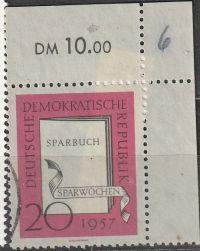 DM 10.00
6
DEUTSCHE
DEMOKRATISCHE
REPUBLIK
SPARBUCH
SPARWOCHEN
20
1957